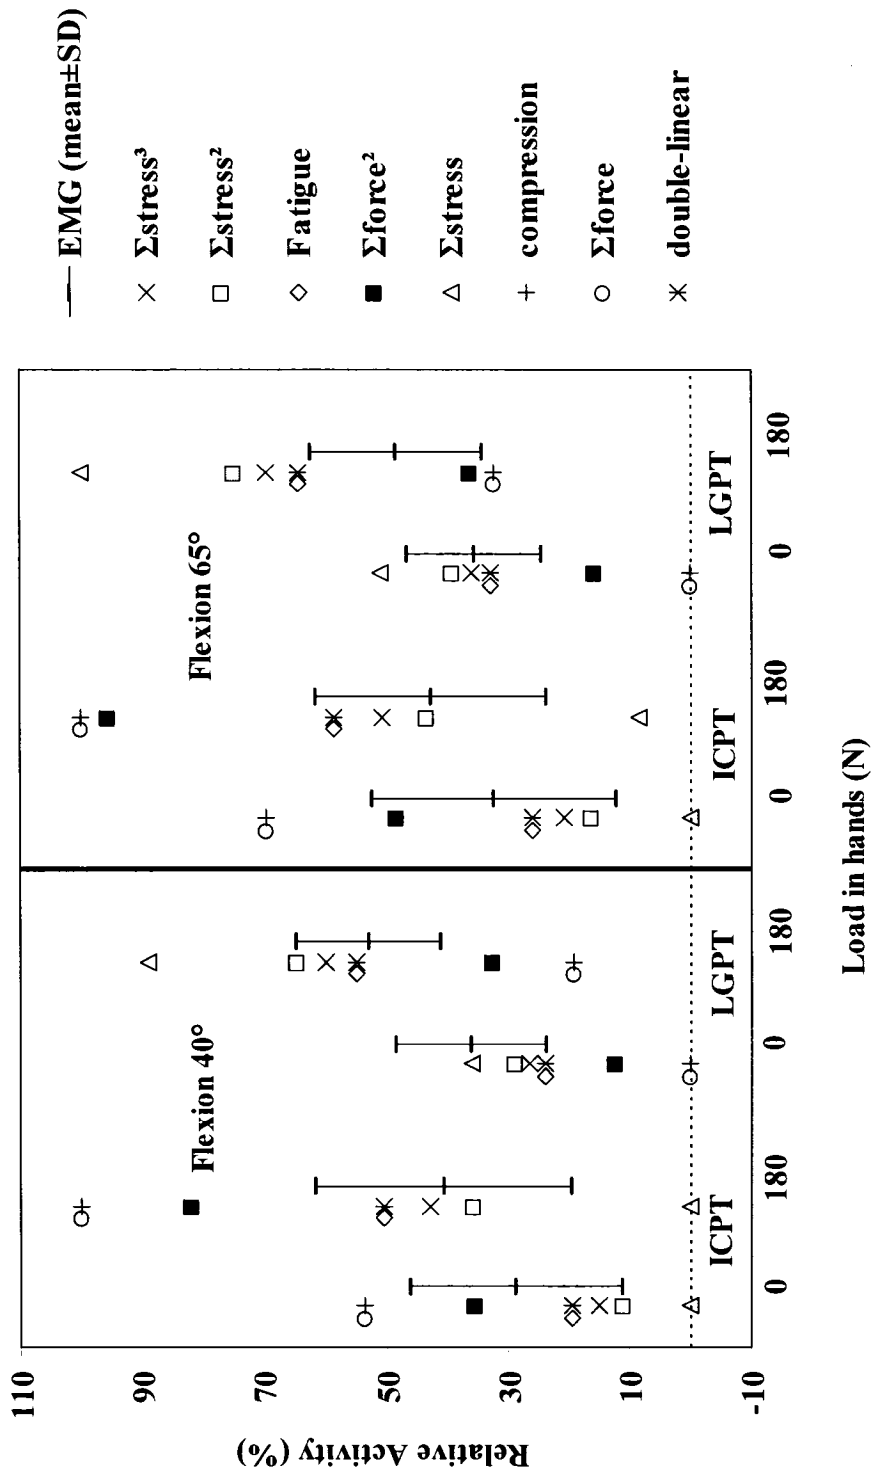 Relative Activity (%)
110
90
70
50
30
10
-10
Flexion 40°
Flexion 65°
ICPT
LGPT
ICPT
LGPT
0
180
0
180
0
180
0
180
Load in hands (N)
EMG (mean±SD)
Σstress³
Σstress²
Fatigue
Σforce²
Σstress
compression
Σforce
double-linear